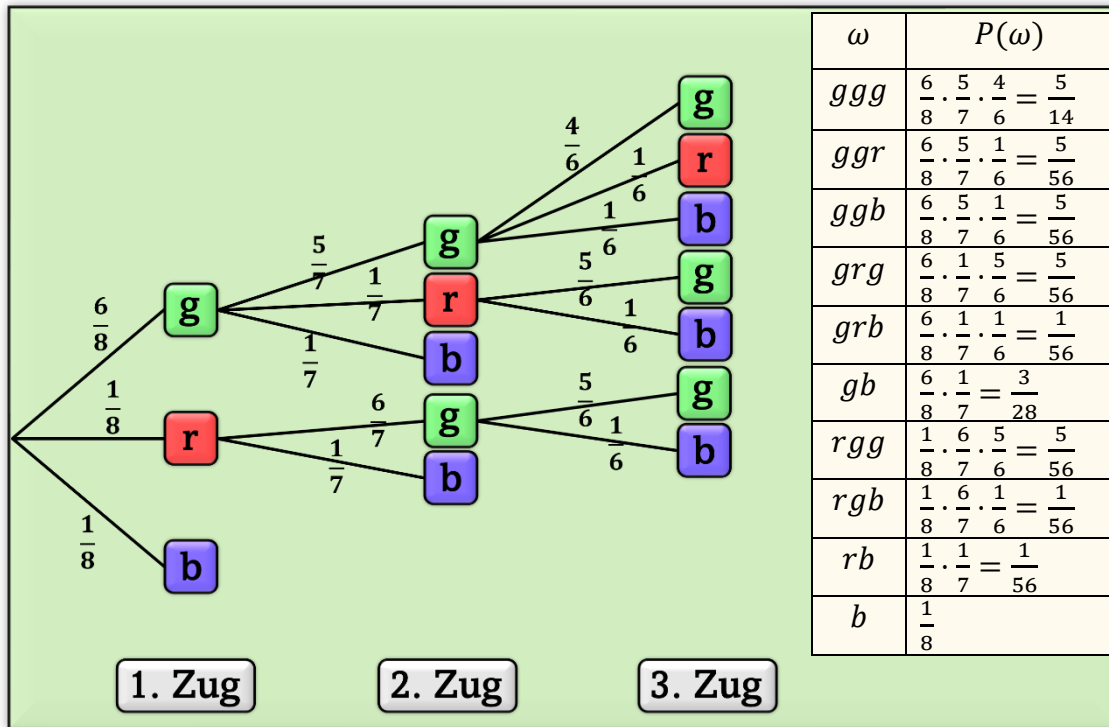 ω P(ω)
ggg 6/8 · 5/7 · 4/6 = 5/14
ggr 6/8 · 5/7 · 1/6 = 5/56
ggb 6/8 · 5/7 · 1/6 = 5/56
grg 6/8 · 1/7 · 5/6 = 5/56
grb 6/8 · 1/7 · 1/6 = 1/56
gb 6/8 · 1/7 = 3/28
rgg 1/8 · 6/7 · 5/6 = 5/56
rgb 1/8 · 6/7 · 1/6 = 1/56
rb 1/8 · 1/7 = 1/56
b 1/8
6/8
g
1/8
r
1/8
b
5/7
g
1/7
r
1/7
b
6/7
g
1/7
b
4/6
g
1/6
r
1/6
b
5/6
g
1/6
b
5/6
g
1/6
b
1. Zug 2. Zug 3. Zug